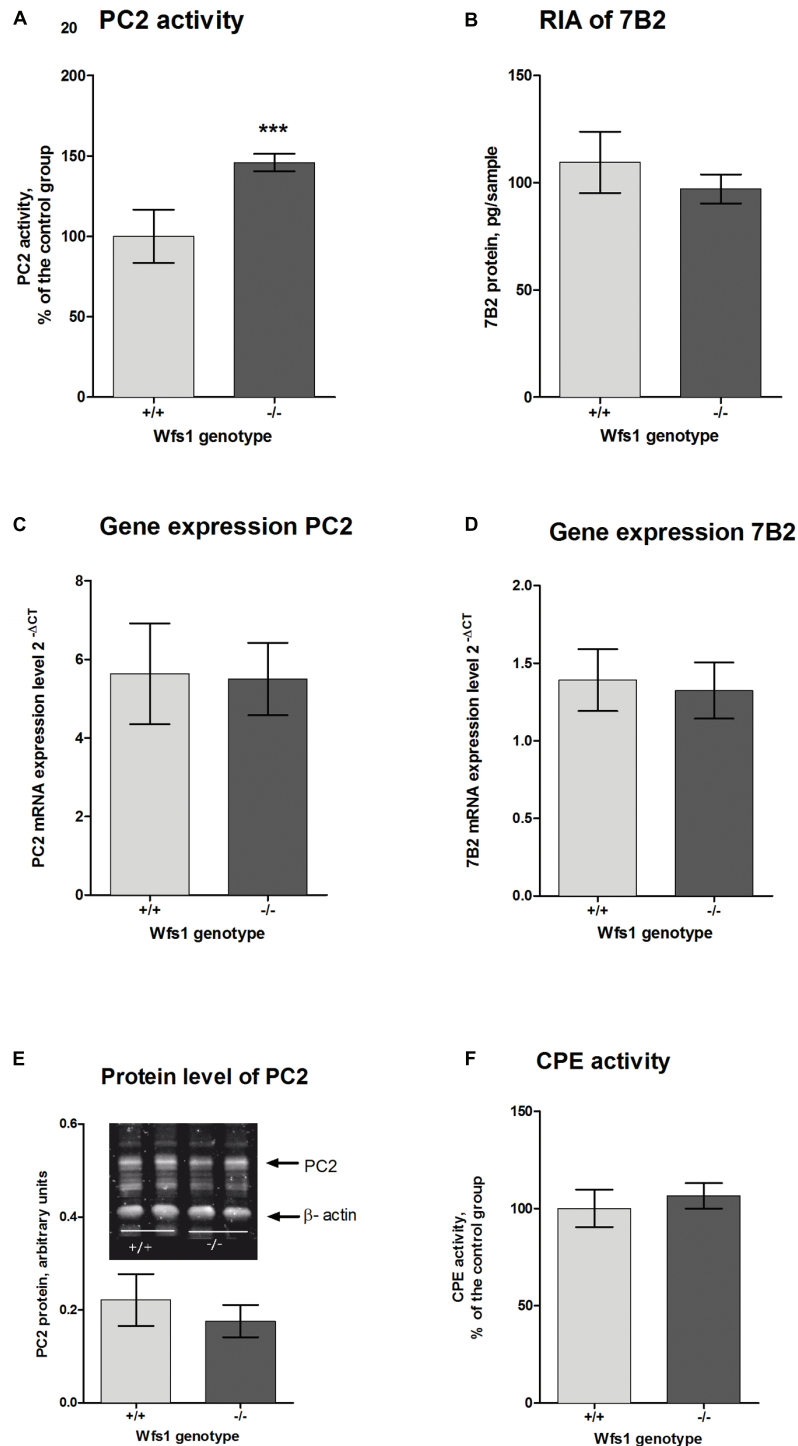 A
20
PC2 activity
PC2 activity,
% of the control group
200
150
100
50
0
***
+/+
-/-
Wfs1 genotype
B
RIA of 7B2
7B2 protein, pg/sample
150
100
50
0
+/+
-/-
Wfs1 genotype
C
Gene expression PC2
PC2 mRNA expression level 2^-ΔCT
8
6
4
2
0
+/+
-/-
Wfs1 genotype
D
Gene expression 7B2
7B2 mRNA expression level 2^-ΔCT
2.0
1.5
1.0
0.5
0.0
+/+
-/-
Wfs1 genotype
E
Protein level of PC2
PC2 protein, arbitrary units
0.6
0.4
0.2
0.0
PC2
β- actin
+/+
-/-
+/+
-/-
Wfs1 genotype
F
CPE activity
CPE activity,
% of the control group
150
100
50
0
+/+
-/-
Wfs1 genotype